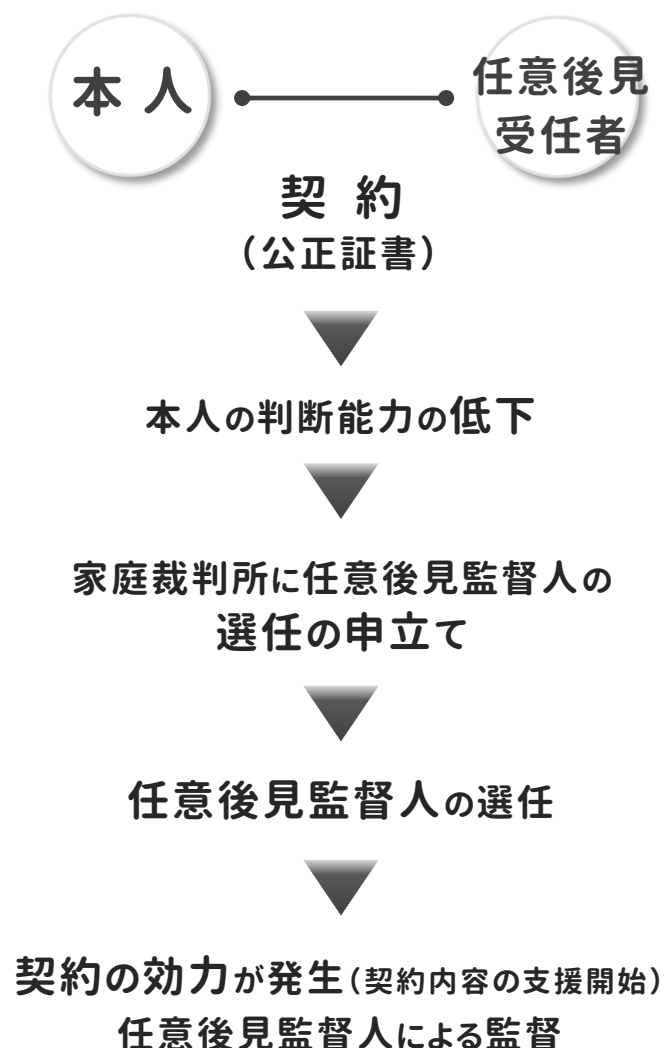 本人
任意後見
受任者
契約
（公正証書）
本人の判断能力の低下
家庭裁判所に任意後見監督人の
選任の申立て
任意後見監督人の選任
契約の効力が発生（契約内容の支援開始）
任意後見監督人による監督